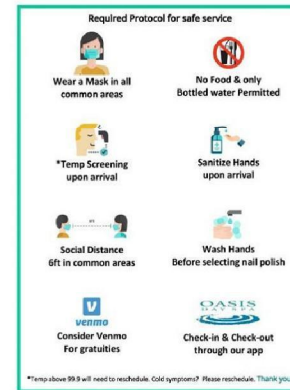 Required Protocol for safe service
Wear a Mask in all
common areas
No Food & only
Bottled water Permitted
*Temp Screening
upon arrival
Sanitize Hands
upon arrival
Social Distance
6ft in common areas
Wash Hands
Before selecting nail polish
V
venmo
Consider Venmo
For gratuities
OASIS
DAY SPA
Check-in & Check-out
through our app
*Temp above 99.9 will need to reschedule. Cold symptoms? Please reschedule. Thank you